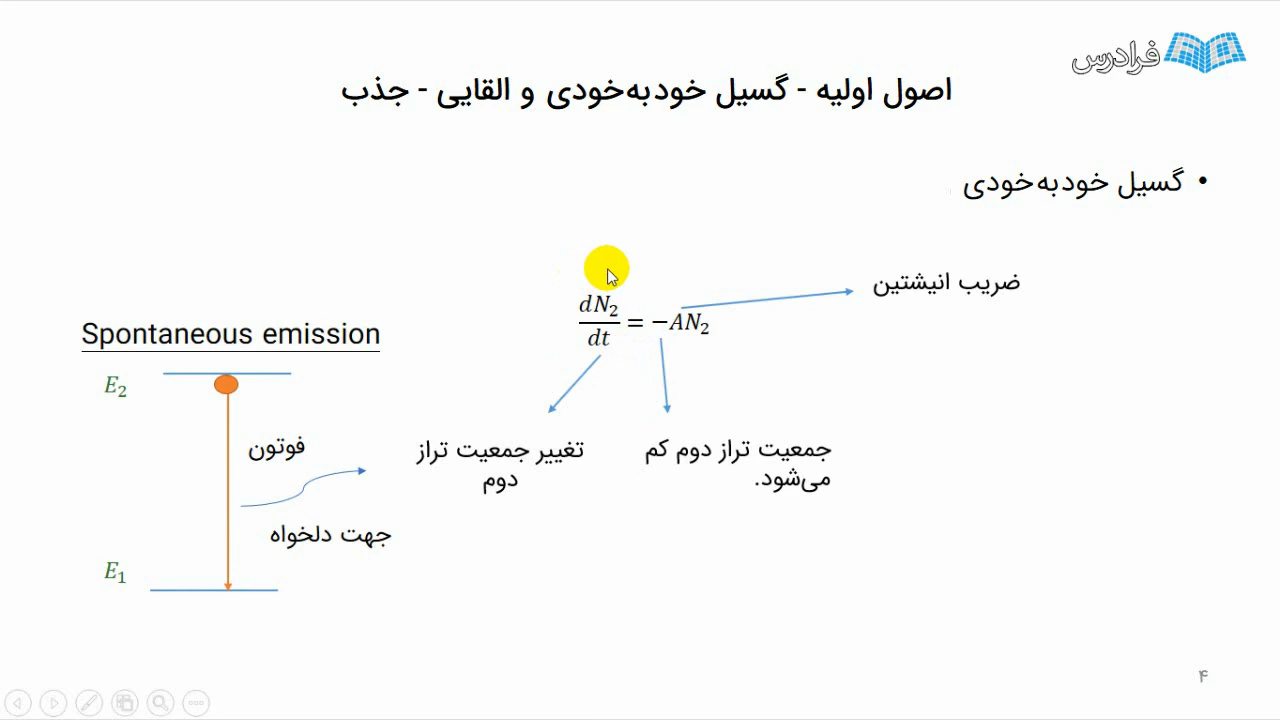 فرادرس
اصول اولیه - گسیل خودبه‌خودی و القایی - جذب
• گسیل خودبه‌خودی
ضریب انیشتین
dN₂/dt = −AN₂
جمعیت تراز دوم کم
می‌شود.
تغییر جمعیت تراز
دوم
Spontaneous emission
E₂
فوتون
جهت دلخواه
E₁
۴